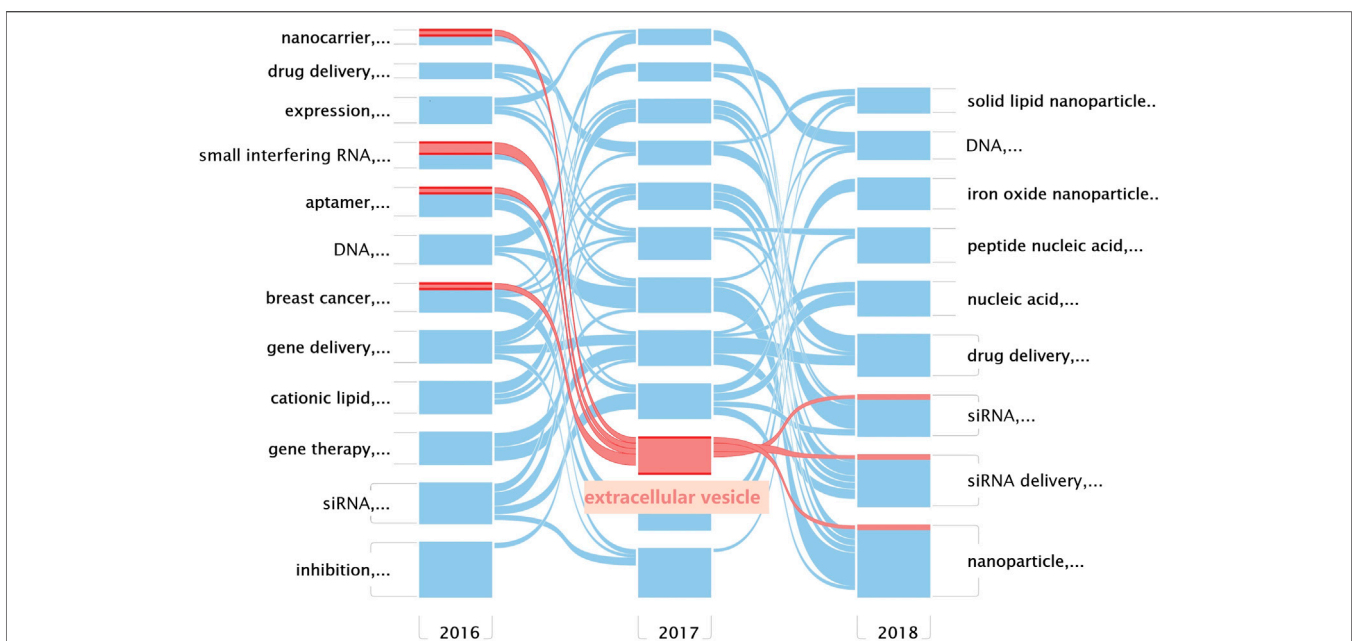 nanocarrier,...
drug delivery,...
expression,...
small interfering RNA,...
aptamer,...
DNA,...
breast cancer,...
gene delivery,...
cationic lipid,...
gene therapy,...
siRNA,...
inhibition,...
extracellular vesicle
solid lipid nanoparticle..
DNA,...
iron oxide nanoparticle..
peptide nucleic acid,...
nucleic acid,...
drug delivery,...
siRNA,...
siRNA delivery,...
nanoparticle,...
2016
2017
2018